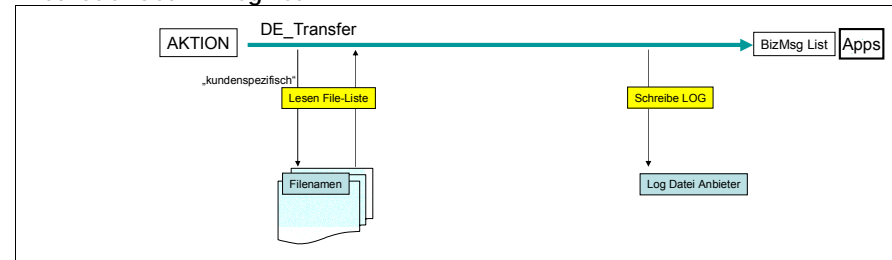 AKTION
DE_Transfer
BizMsg List
Apps
„kundenspezifisch“
Lesen File-Liste
Schreibe LOG
Filenamen
Log Datei Anbieter